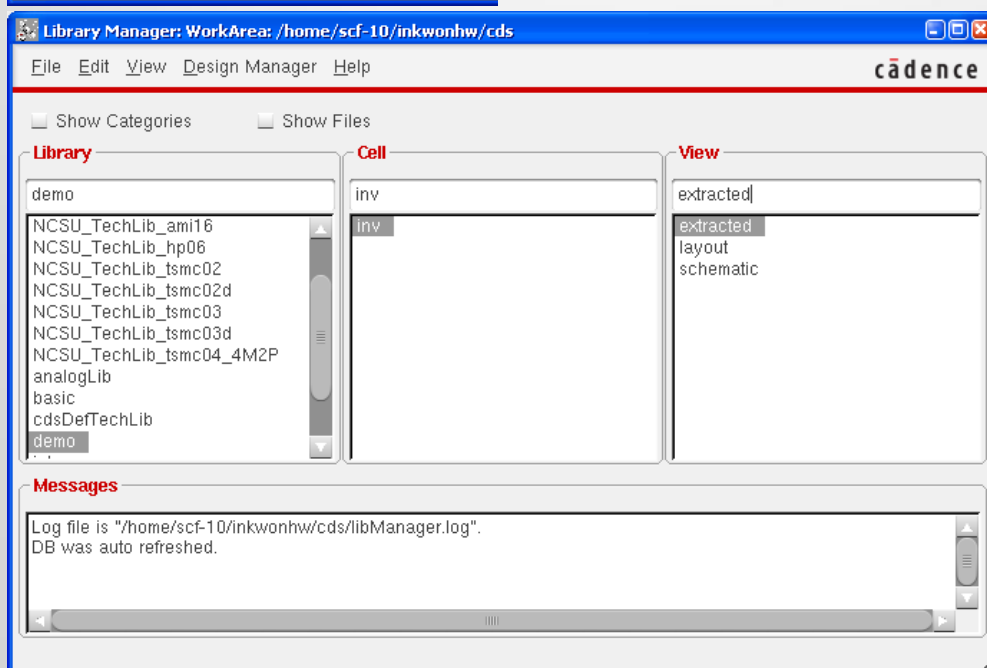 Library Manager: WorkArea: /home/scf-10/inkwonhw/cds
File Edit View Design Manager Help
cādence
Show Categories Show Files
Library
Cell
View
demo
inv
extracted
NCSU_TechLib_ami16
NCSU_TechLib_hp06
NCSU_TechLib_tsmc02
NCSU_TechLib_tsmc02d
NCSU_TechLib_tsmc03
NCSU_TechLib_tsmc03d
NCSU_TechLib_tsmc04_4M2P
analogLib
basic
cdsDefTechLib
demo
inv
extracted
layout
schematic
Messages
Log file is "/home/scf-10/inkwonhw/cds/libManager.log".
DB was auto refreshed.